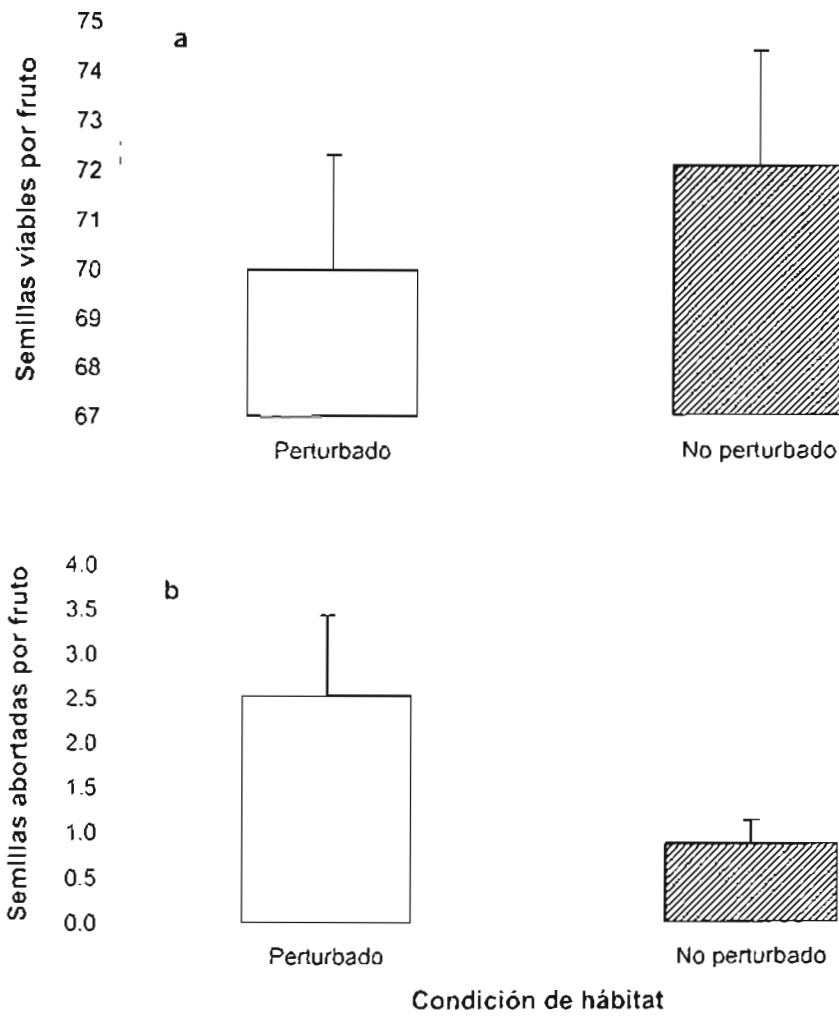 a
Semillas viables por fruto
75
74
73
72
71
70
69
68
67
Perturbado
No perturbado
b
Semillas abortadas por fruto
4.0
3.5
3.0
2.5
2.0
1.5
1.0
0.5
0.0
Perturbado
No perturbado
Condición de hábitat